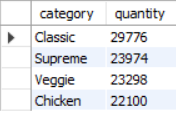 category quantity
Classic 29776
Supreme 23974
Veggie 23298
Chicken 22100